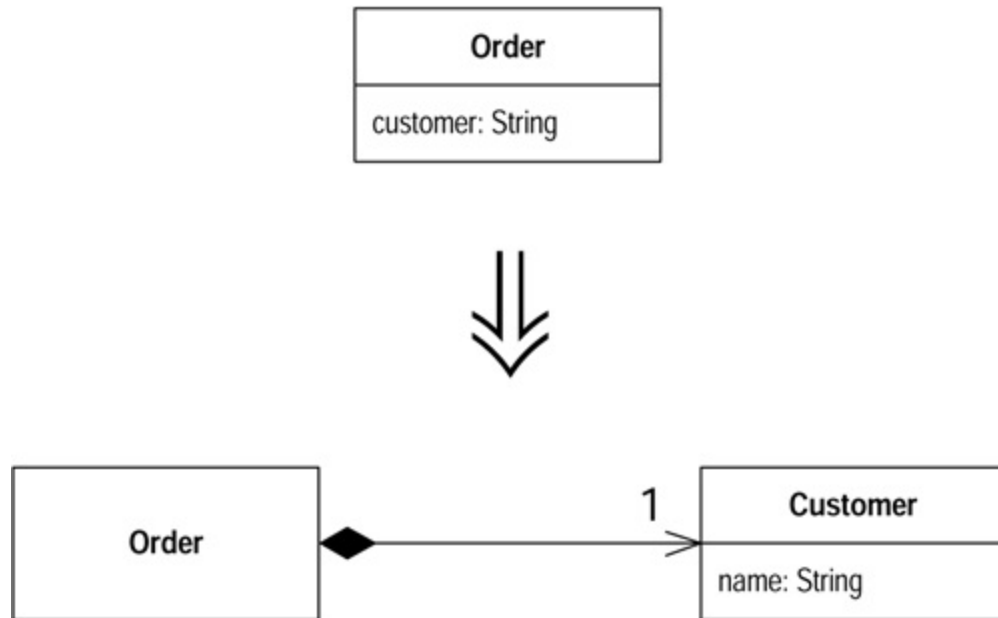 Order
customer: String
1
Customer
Order
name: String